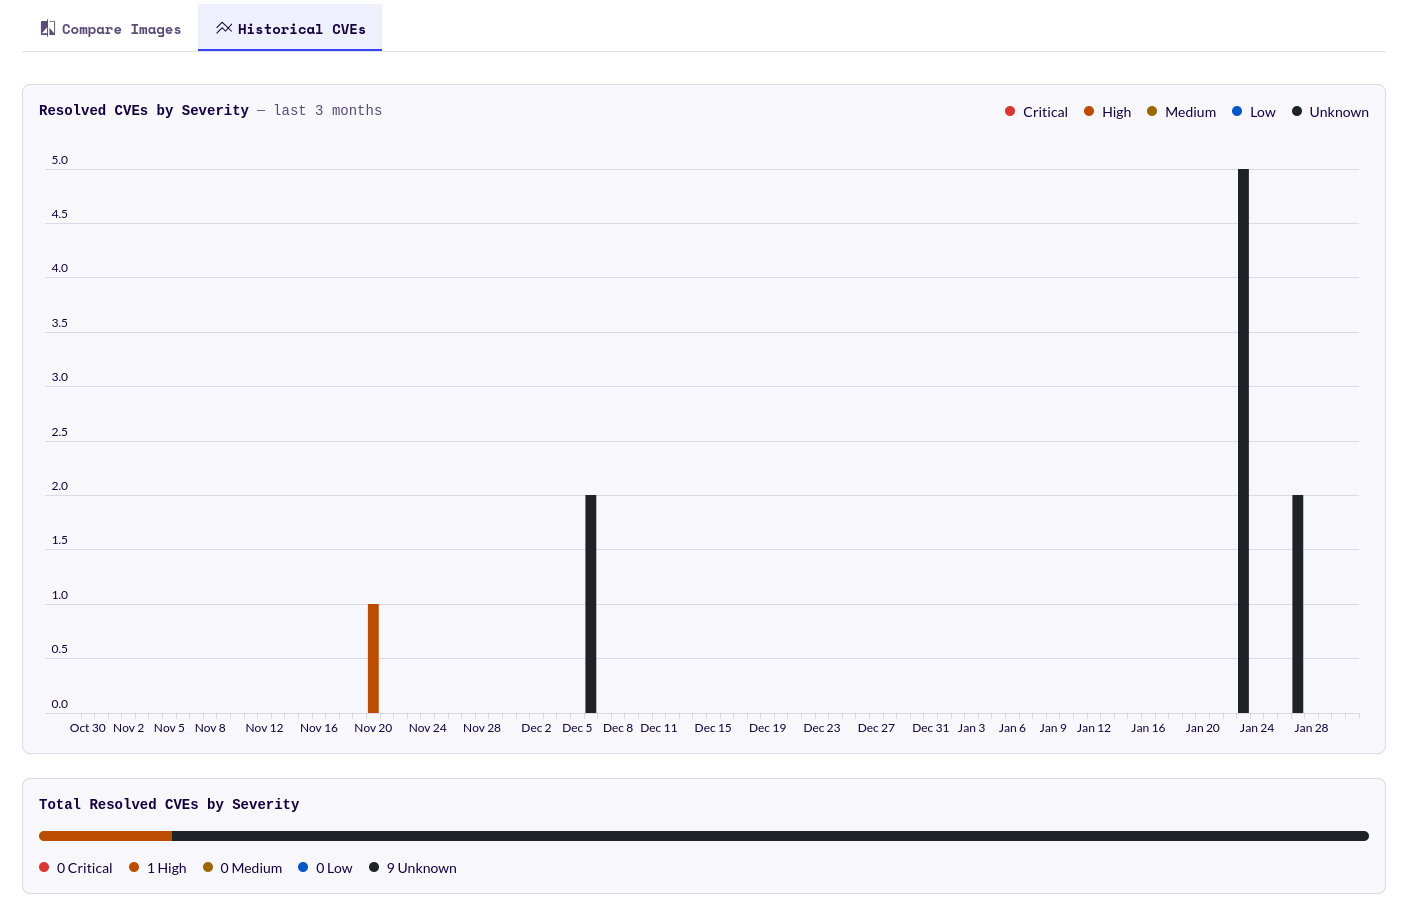 Compare Images Historical CVEs
Resolved CVEs by Severity — last 3 months
Critical High Medium Low Unknown
5.0
4.5
4.0
3.5
3.0
2.5
2.0
1.5
1.0
0.5
0.0
Oct 30 Nov 2 Nov 5 Nov 8 Nov 12 Nov 16 Nov 20 Nov 24 Nov 28 Dec 2 Dec 5 Dec 8 Dec 11 Dec 15 Dec 19 Dec 23 Dec 27 Dec 31 Jan 3 Jan 6 Jan 9 Jan 12 Jan 16 Jan 20 Jan 24 Jan 28
Total Resolved CVEs by Severity
0 Critical 1 High 0 Medium 0 Low 9 Unknown